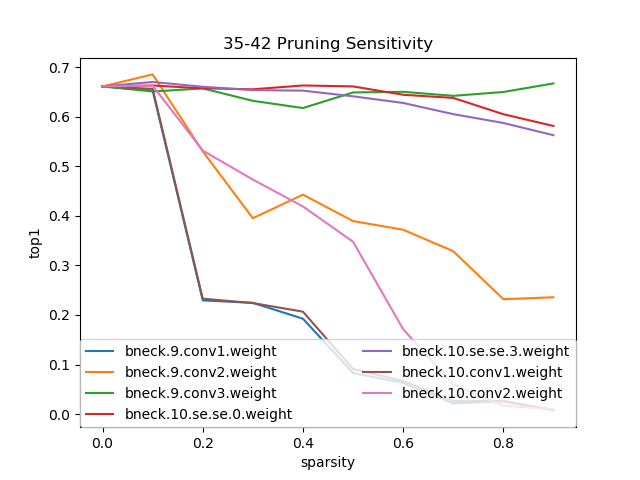 35-42 Pruning Sensitivity
0.7
0.6
0.5
0.4
0.3
0.2
0.1
0.0
top1
bneck.9.conv1.weight
bneck.9.conv2.weight
bneck.9.conv3.weight
bneck.10.se.se.0.weight
bneck.10.se.se.3.weight
bneck.10.conv1.weight
bneck.10.conv2.weight
0.0 0.2 0.4 0.6 0.8
sparsity